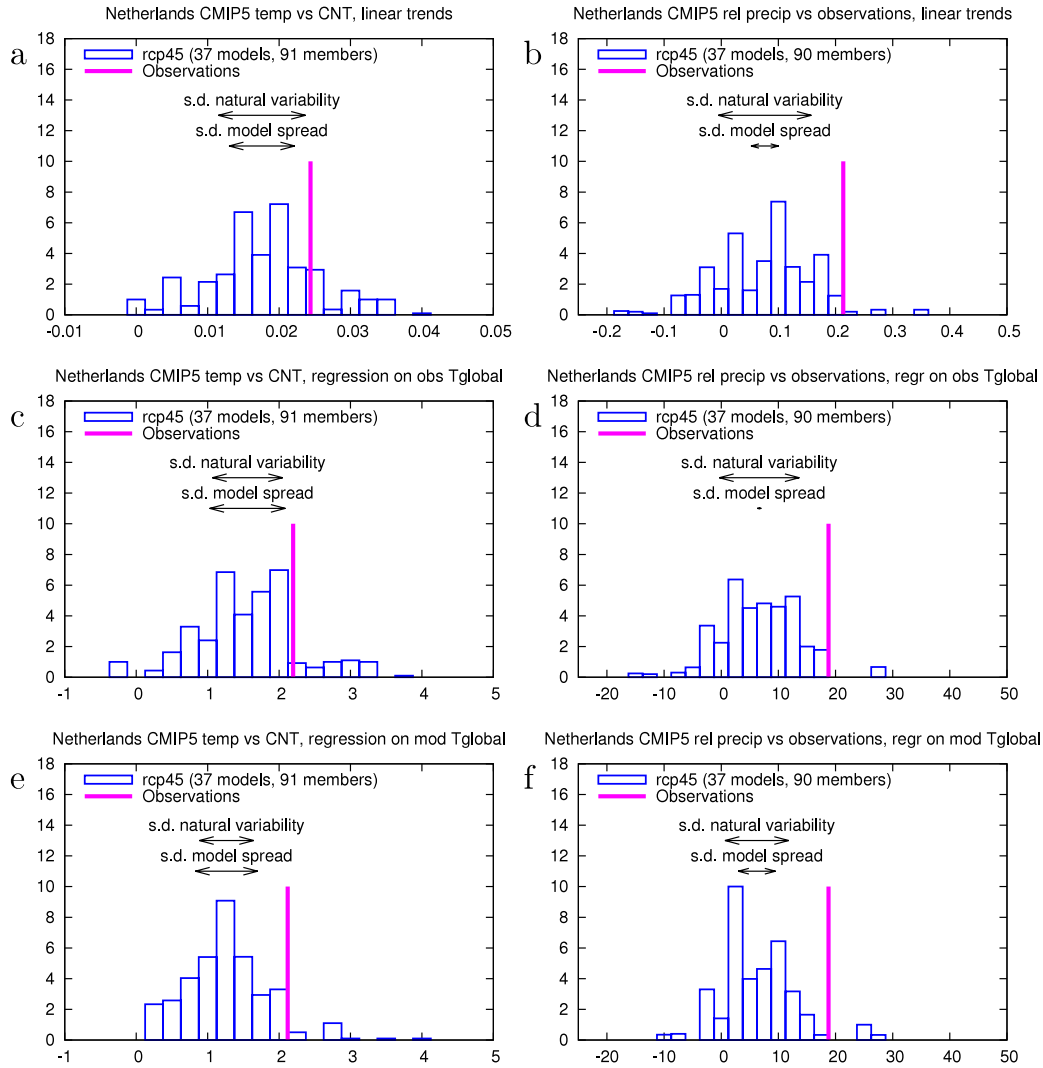 Netherlands CMIP5 temp vs CNT, linear trends
a
rcp45 (37 models, 91 members)
Observations
s.d. natural variability
s.d. model spread
18
16
14
12
10
8
6
4
2
0
-0.01 0 0.01 0.02 0.03 0.04 0.05
Netherlands CMIP5 rel precip vs observations, linear trends
b
rcp45 (37 models, 90 members)
Observations
s.d. natural variability
s.d. model spread
18
16
14
12
10
8
6
4
2
0
-0.2 -0.1 0 0.1 0.2 0.3 0.4 0.5
Netherlands CMIP5 temp vs CNT, regression on obs Tglobal
c
rcp45 (37 models, 91 members)
Observations
s.d. natural variability
s.d. model spread
18
16
14
12
10
8
6
4
2
0
-1 0 1 2 3 4 5
Netherlands CMIP5 rel precip vs observations, regr on obs Tglobal
d
rcp45 (37 models, 90 members)
Observations
s.d. natural variability
s.d. model spread
18
16
14
12
10
8
6
4
2
0
-20 -10 0 10 20 30 40 50
Netherlands CMIP5 temp vs CNT, regression on mod Tglobal
e
rcp45 (37 models, 91 members)
Observations
s.d. natural variability
s.d. model spread
18
16
14
12
10
8
6
4
2
0
-1 0 1 2 3 4 5
Netherlands CMIP5 rel precip vs observations, regr on mod Tglobal
f
rcp45 (37 models, 90 members)
Observations
s.d. natural variability
s.d. model spread
18
16
14
12
10
8
6
4
2
0
-20 -10 0 10 20 30 40 50